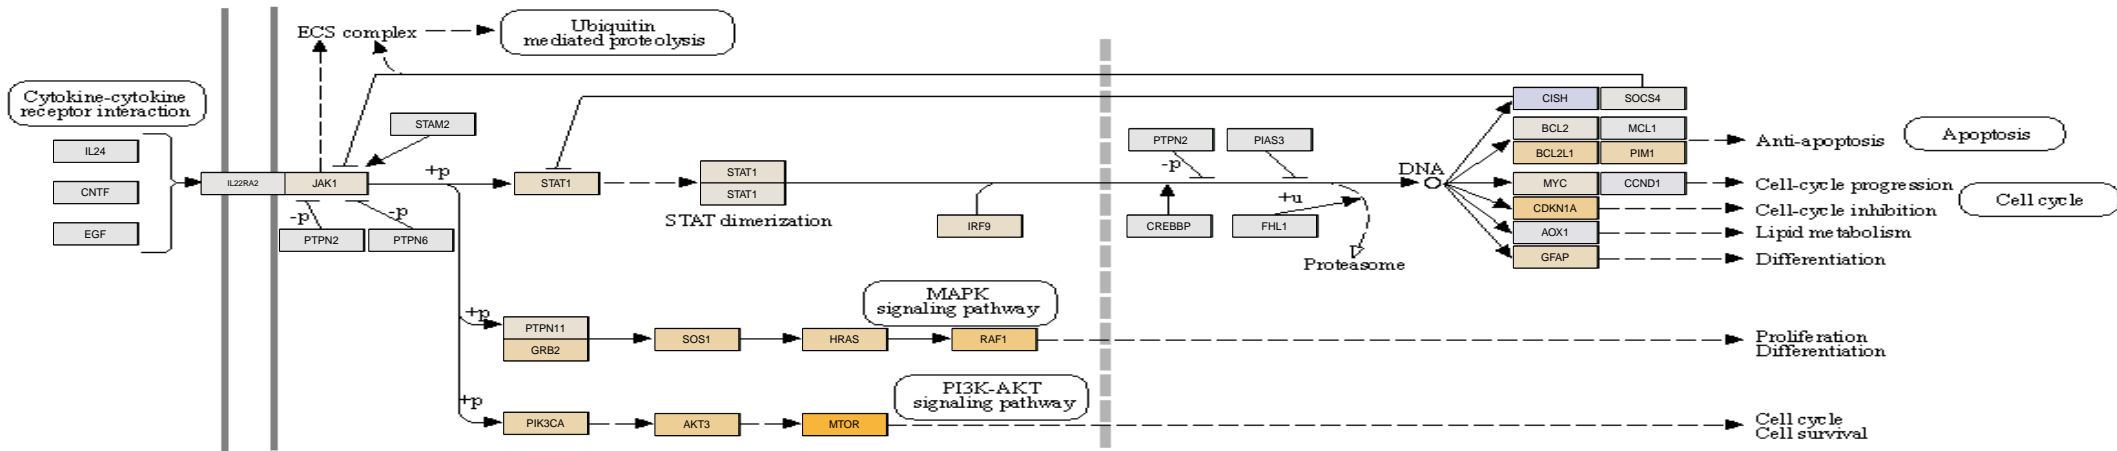 ECS complex
Ubiquitin
mediated proteolysis
Cytokine-cytokine
receptor interaction
IL24
CNTF
EGF
STAM2
IL22RA2
JAK1
-p
-p
PTPN2
PTPN6
+p
STAT1
STAT1
STAT1
STAT dimerization
IRF9
PTPN2
PIAS3
-p
+u
CREBBP
FHL1
Proteasome
DNA
CISH
SOCS4
BCL2
MCL1
BCL2L1
PIM1
MYC
CCND1
CDKN1A
AOX1
GFAP
Anti-apoptosis
Apoptosis
Cell-cycle progression
Cell-cycle inhibition
Cell cycle
Lipid metabolism
Differentiation
MAPK
signaling pathway
+p
PTPN11
GRB2
SOS1
HRAS
RAF1
Proliferation
Differentiation
PI3K-AKT
signaling pathway
+p
PIK3CA
AKT3
MTOR
Cell cycle
Cell survival